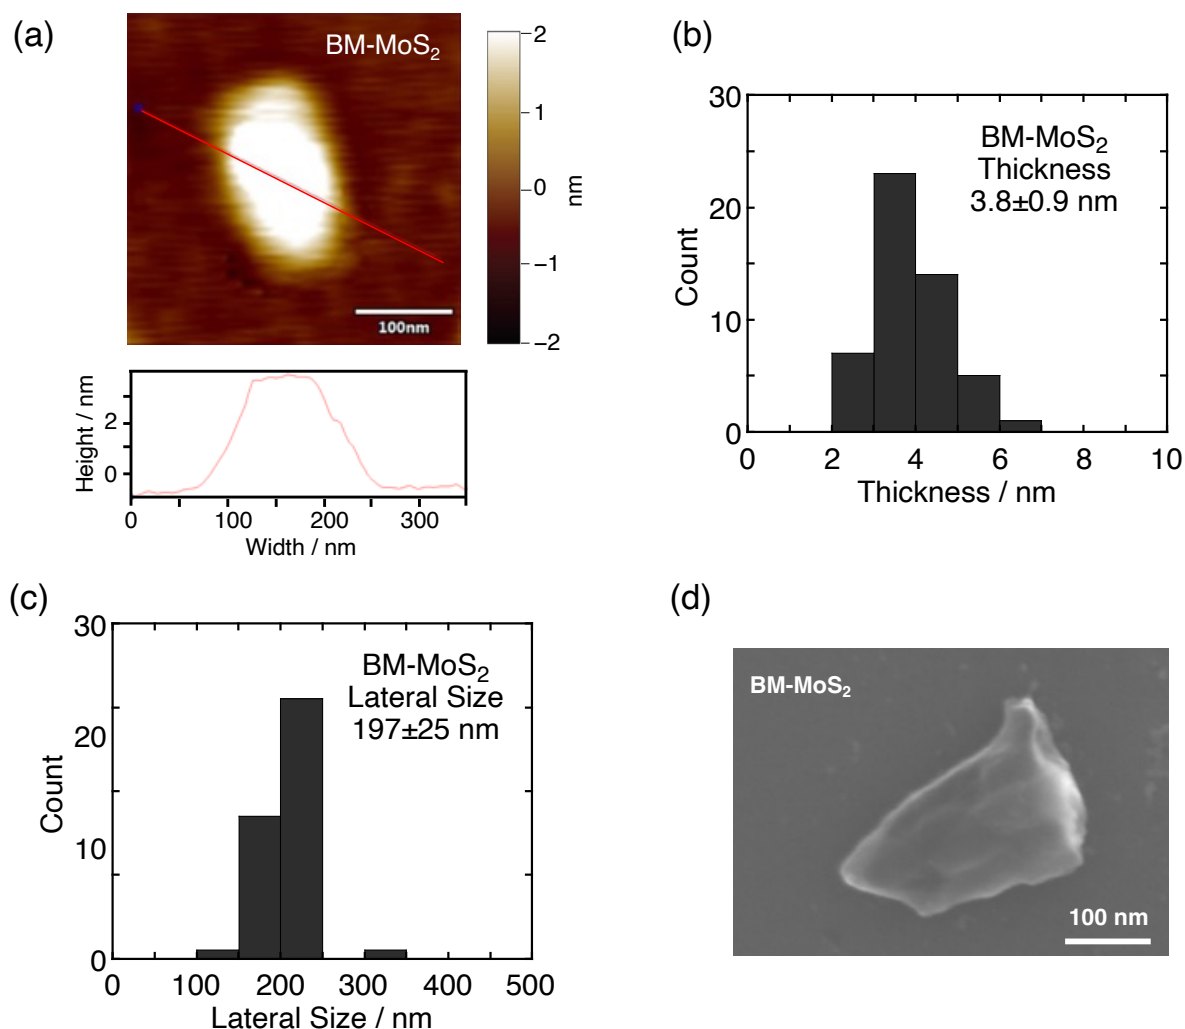 (a)
BM-MoS₂
2
1
0
−1
−2
nm
100nm
Height / nm
2
0
0 100 200 300
Width / nm
(b)
30
20
10
0
Count
BM-MoS₂
Thickness
3.8±0.9 nm
0 2 4 6 8 10
Thickness / nm
(c)
30
20
10
0
Count
BM-MoS₂
Lateral Size
197±25 nm
0 100 200 300 400 500
Lateral Size / nm
(d)
BM-MoS₂
100 nm